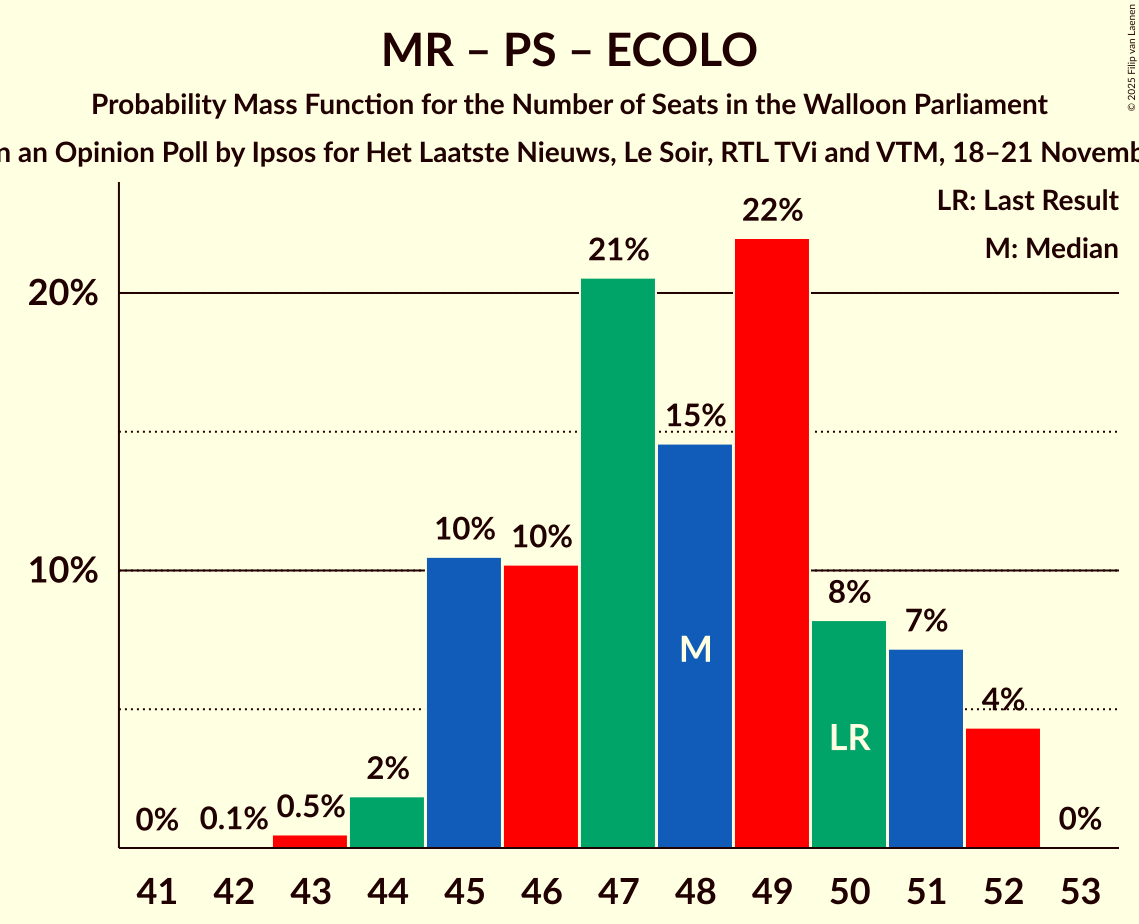 MR – PS – ECOLO
Probability Mass Function for the Number of Seats in the Walloon Parliament
an Opinion Poll by Ipsos for Het Laatste Nieuws, Le Soir, RTL TVi and VTM, 18–21
© 2025 Filip van Laenen
LR: Last Result
M: Median
20%
10%
0%
0.1%
0.5%
2%
10%
10%
21%
15%
22%
8%
7%
4%
0%
M
LR
41 42 43 44 45 46 47 48 49 50 51 52 53